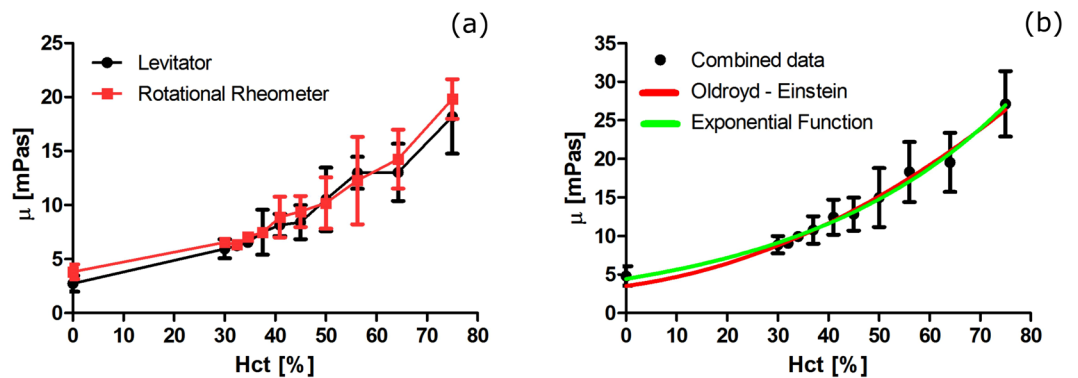 (a)
25
20
15
10
5
0
μ [mPas]
Levitator
Rotational Rheometer
0 10 20 30 40 50 60 70 80
Hct [%]
(b)
35
30
25
20
15
10
5
0
μ [mPas]
Combined data
Oldroyd - Einstein
Exponential Function
0 10 20 30 40 50 60 70 80
Hct [%]